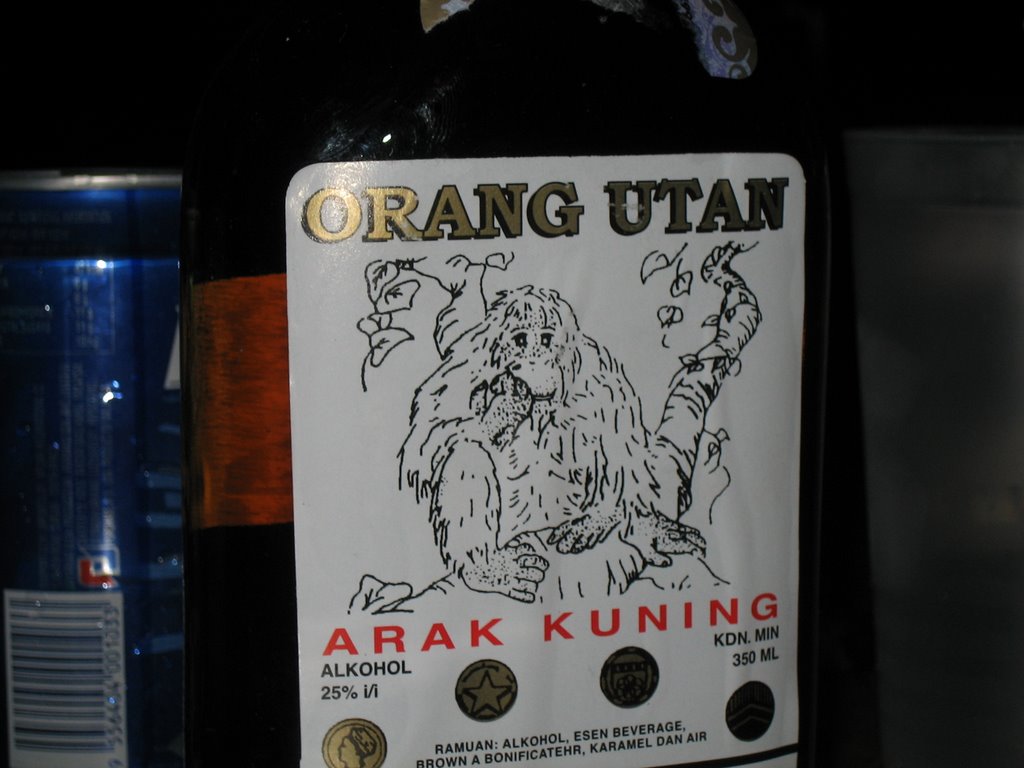 ORANG UTAN
ARAK KUNING
ALKOHOL
25% i/i
KDN. MIN
350 ML
RAMUAN: ALKOHOL, ESEN BEVERAGE,
BROWN A BONIFICATEHR, KARAMEL DAN AIR